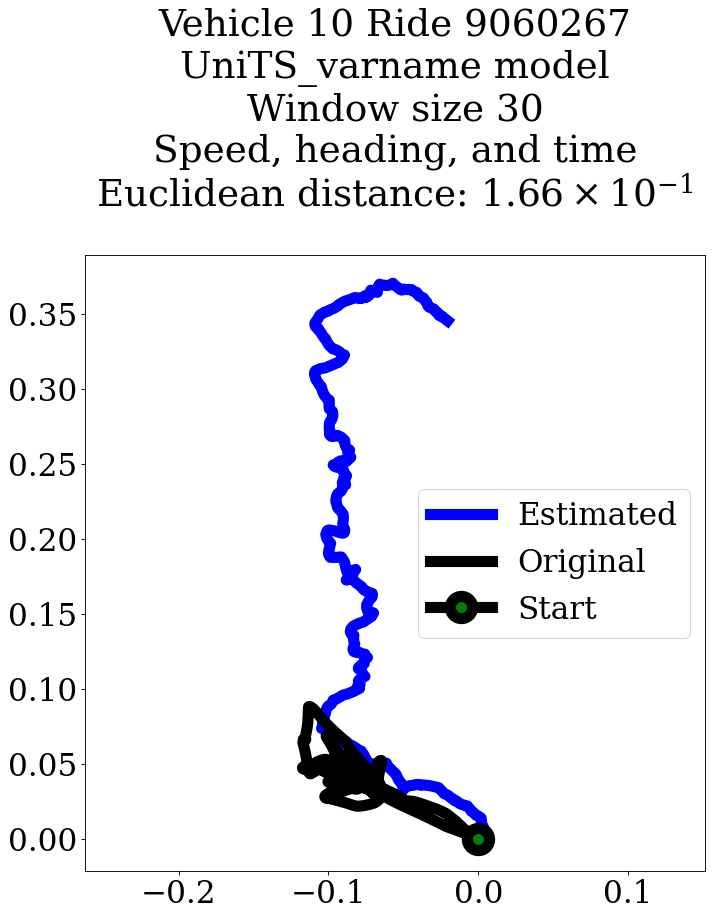 Vehicle 10 Ride 9060267
UniTS_varname model
Window size 30
Speed, heading, and time
Euclidean distance: 1.66 × 10⁻¹
0.35
0.30
0.25
0.20
0.15
0.10
0.05
0.00
Estimated
Original
Start
−0.2
−0.1
0.0
0.1